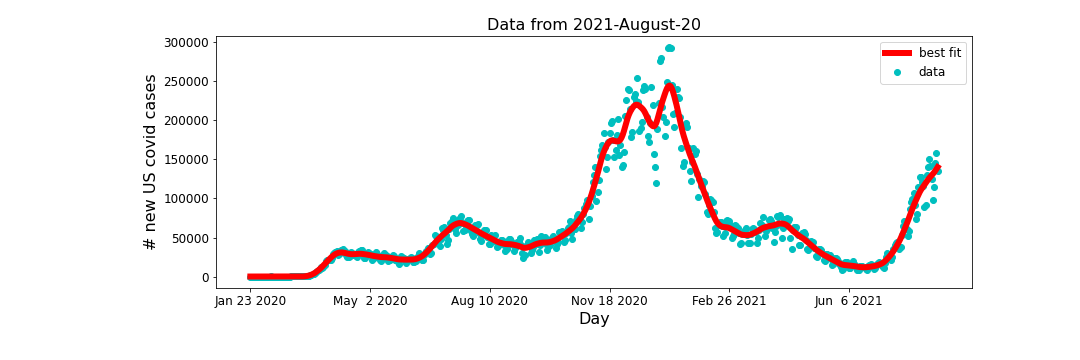 Data from 2021-August-20
300000
250000
200000
150000
100000
50000
0
# new US covid cases
best fit
data
Jan 23 2020
May  2 2020
Aug 10 2020
Nov 18 2020
Feb 26 2021
Jun  6 2021
Day